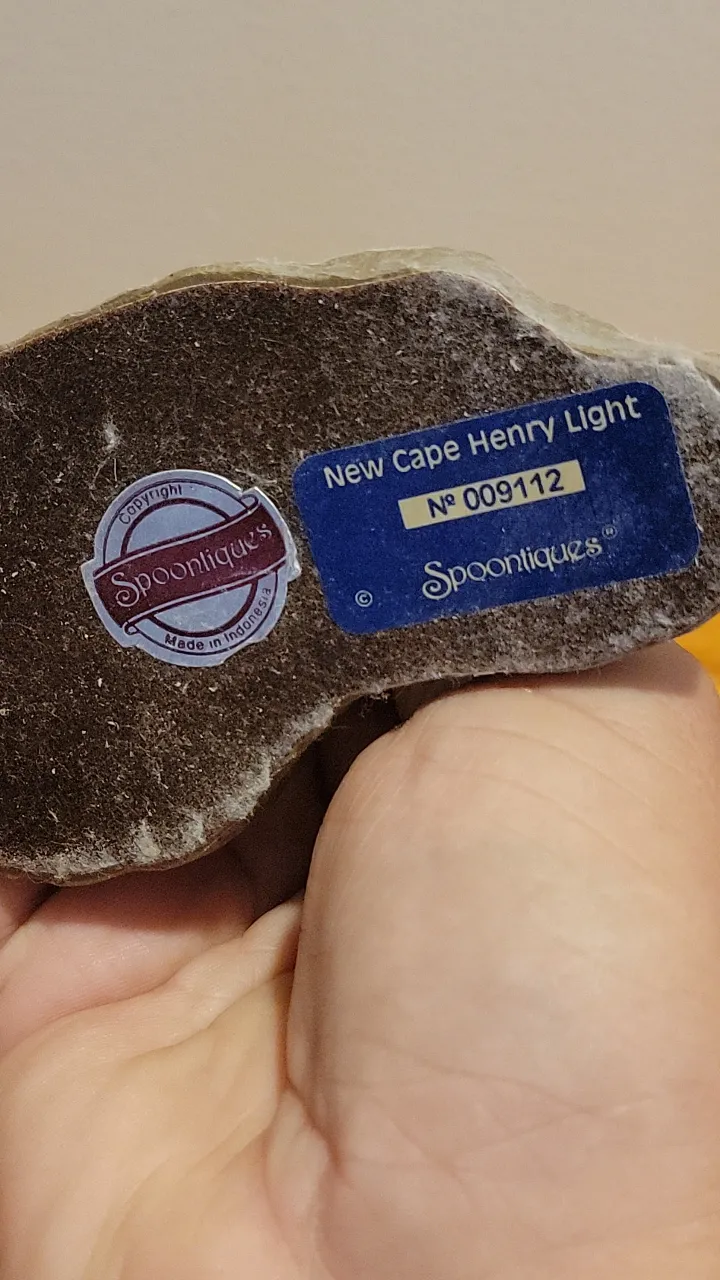 Copyright
Spoontiques
Made in Indonesia
New Cape Henry Light
Nº 009112
© Spoontiques®